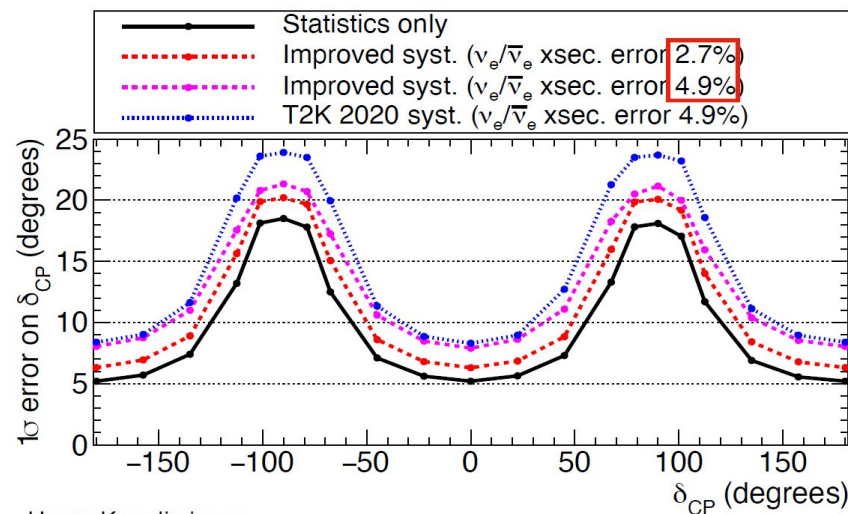 Statistics only
Improved syst. (νe/ν̅e xsec. error 2.7%)
Improved syst. (νe/ν̅e xsec. error 4.9%)
T2K 2020 syst. (νe/ν̅e xsec. error 4.9%)
25
20
15
10
5
0
1σ error on δCP (degrees)
−150 −100 −50 0 50 100 150
δCP (degrees)